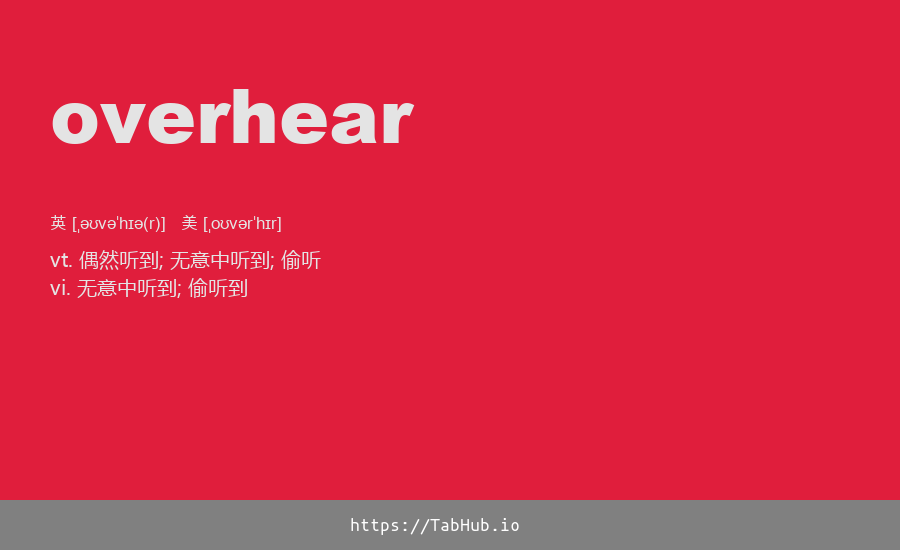 overhear
英 [ˌəʊvəˈhɪə(r)]   美 [ˌoʊvərˈhɪr]
vt. 偶然听到; 无意中听到; 偷听
vi. 无意中听到; 偷听到
https://TabHub.io